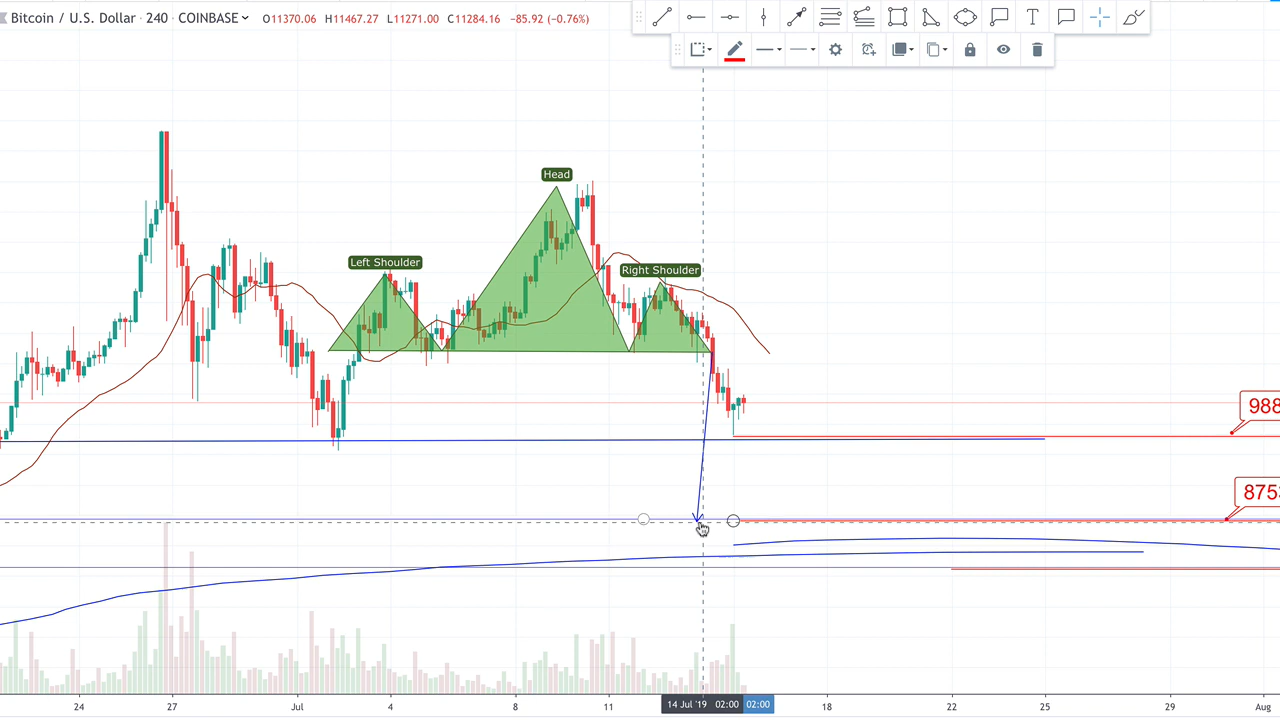 Bitcoin / U.S. Dollar · 240 · COINBASE O11370.06 H11467.27 L11271.00 C11284.16 −85.92 (−0.76%)
T
Head
Left Shoulder
Right Shoulder
988
8753
24 27 Jul 4 8 11 14 Jul '19 02:00 02:00 18 22 25 29 Aug